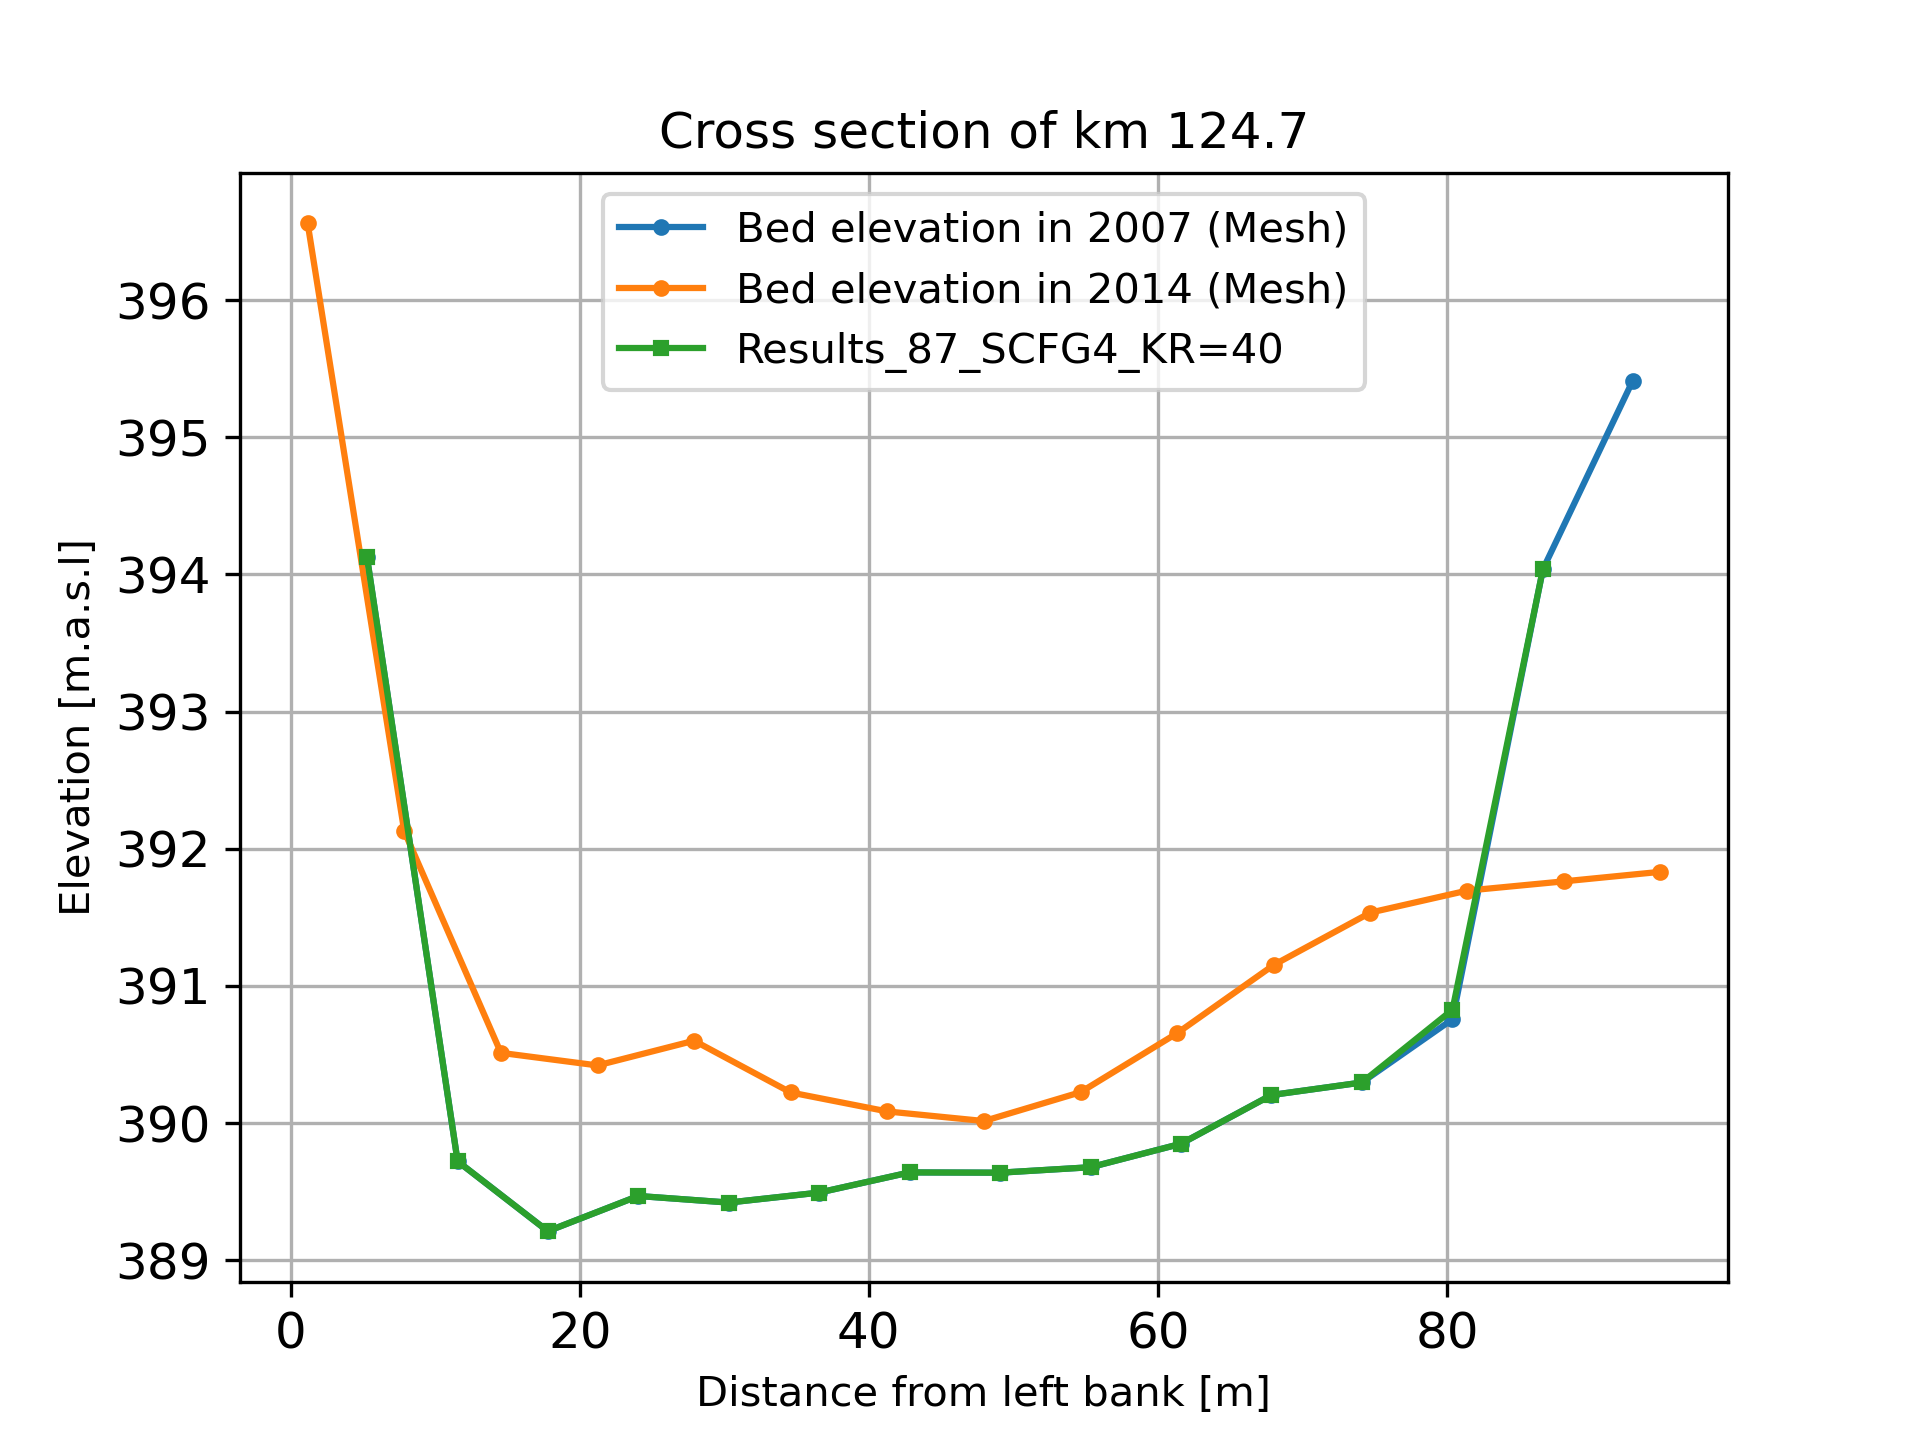 Cross section of km 124.7
Bed elevation in 2007 (Mesh)
Bed elevation in 2014 (Mesh)
Results_87_SCFG4_KR=40
Elevation [m.a.s.l]
396
395
394
393
392
391
390
389
0 20 40 60 80
Distance from left bank [m]